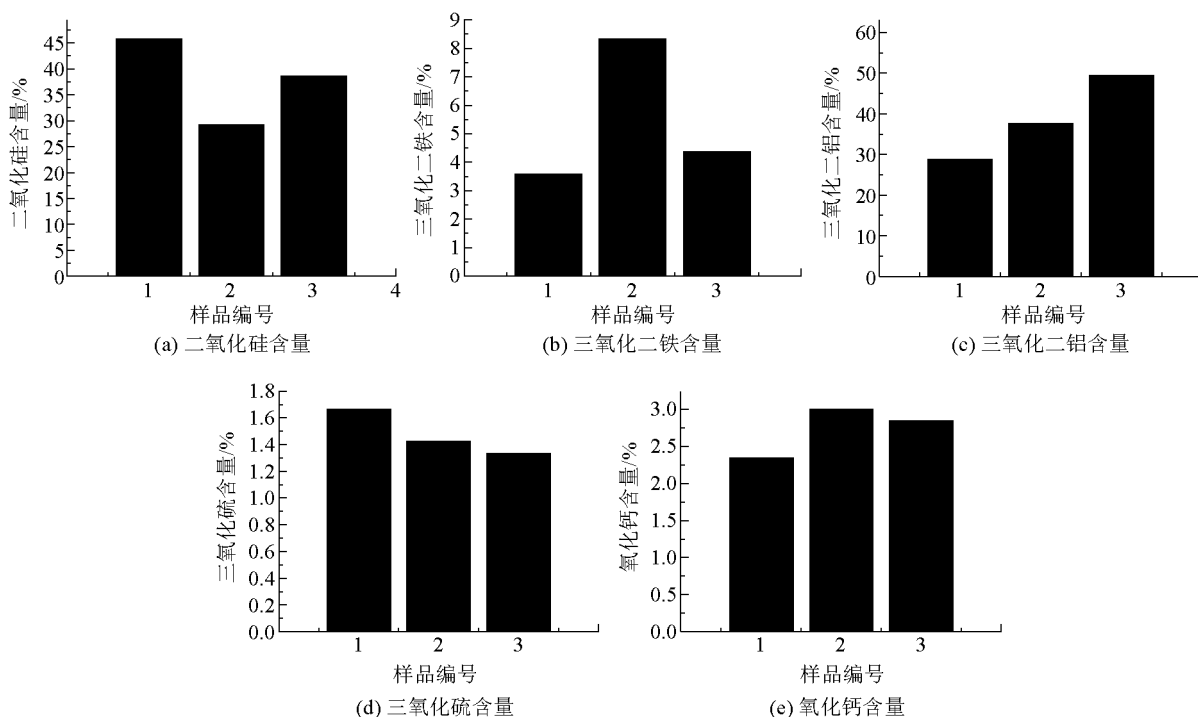 二氧化硅含量/%
45
40
35
30
25
20
15
10
5
0
1 2 3 4
样品编号
(a) 二氧化硅含量
三氧化二铁含量/%
9
8
7
6
5
4
3
2
1
0
1 2 3
样品编号
(b) 三氧化二铁含量
三氧化二铝含量/%
60
50
40
30
20
10
0
1 2 3
样品编号
(c) 三氧化二铝含量
三氧化硫含量/%
1.8
1.6
1.4
1.2
1.0
0.8
0.6
0.4
0.2
0.0
1 2 3
样品编号
(d) 三氧化硫含量
氧化钙含量/%
3.0
2.5
2.0
1.5
1.0
0.5
0.0
1 2 3
样品编号
(e) 氧化钙含量